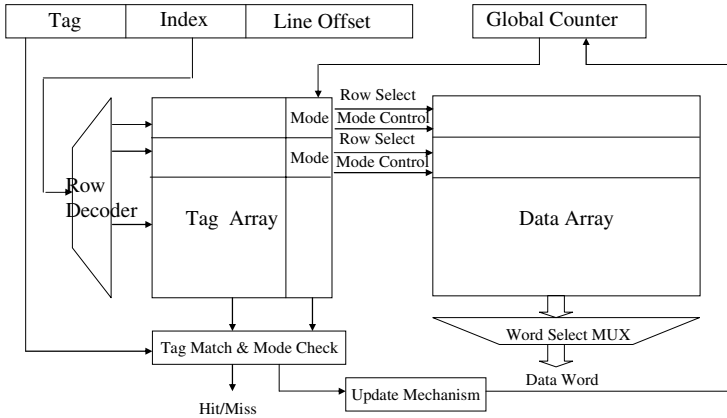 Tag Index Line Offset Global Counter
Row Select
Mode Mode Control
Row Select
Mode Mode Control
Row
Decoder
Tag Array
Data Array
Tag Match & Mode Check
Word Select MUX
Data Word
Update Mechanism
Hit/Miss